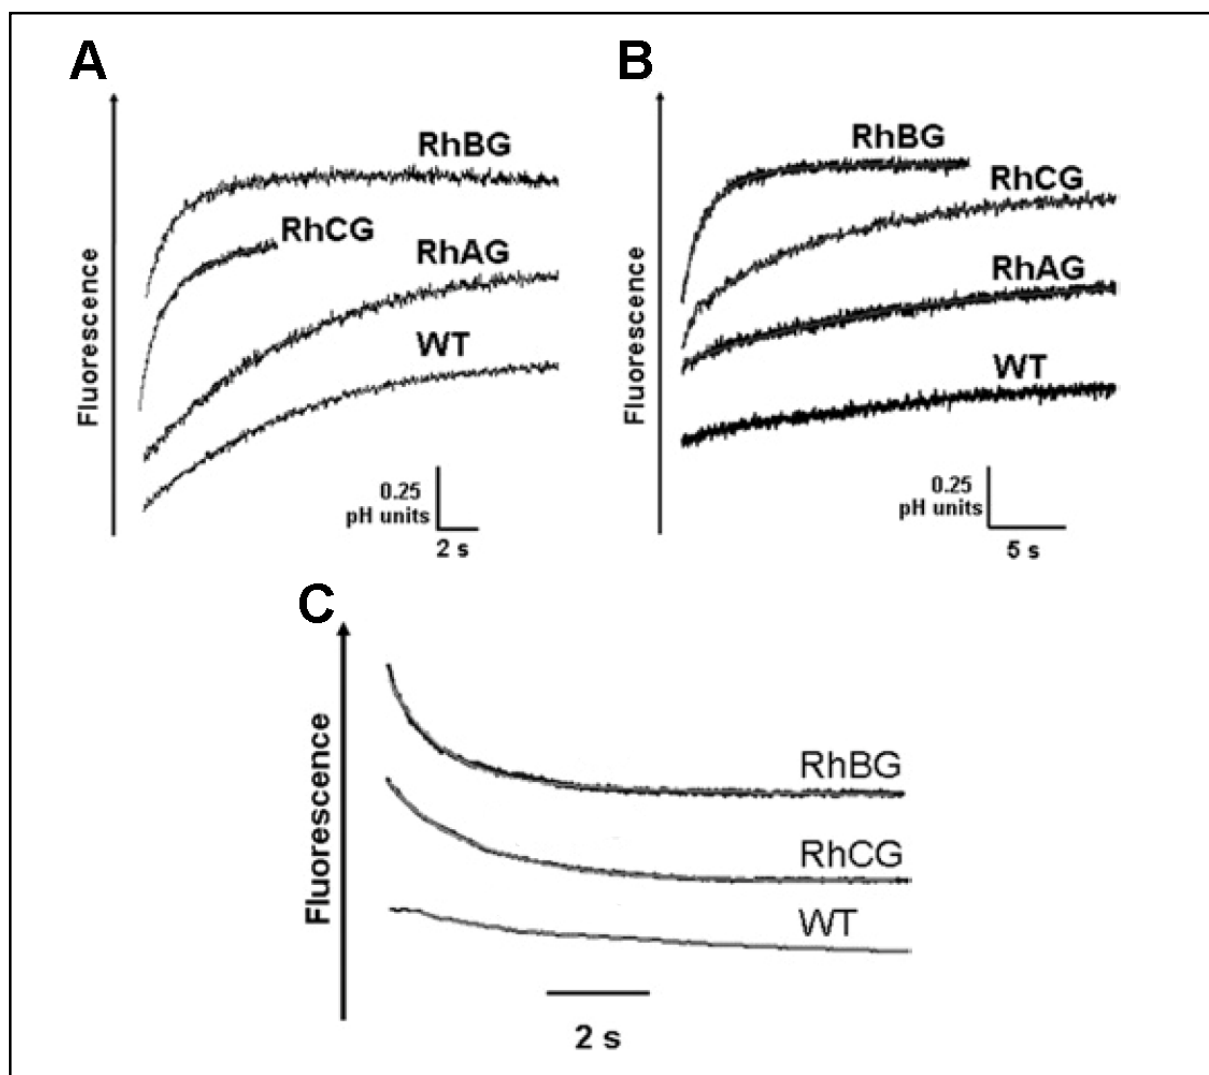 A
Fluorescence
RhBG
RhCG
RhAG
WT
0.25
pH units
2 s
B
Fluorescence
RhBG
RhCG
RhAG
WT
0.25
pH units
5 s
C
Fluorescence
RhBG
RhCG
WT
2 s